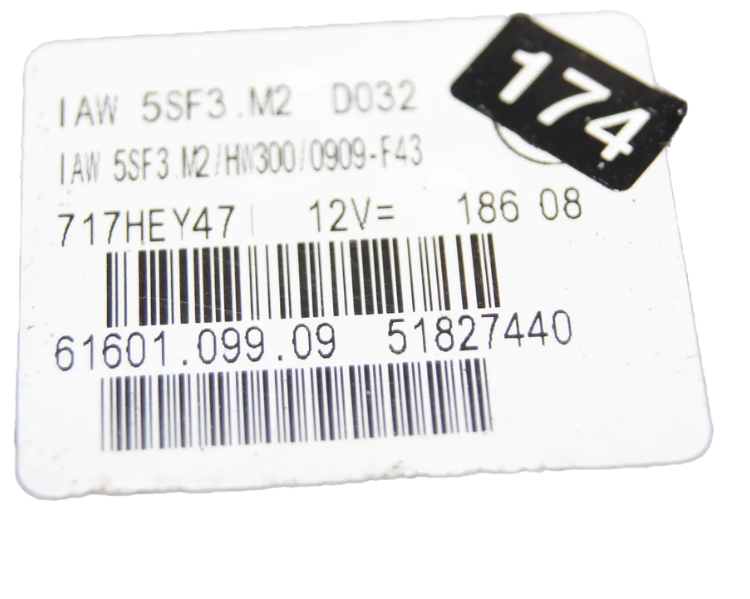 IAW 5SF3.M2 D032
174
IAW 5SF3.M2/HW300/0909-F43
717HEY47 12V= 186 08
61601.099.09 51827440